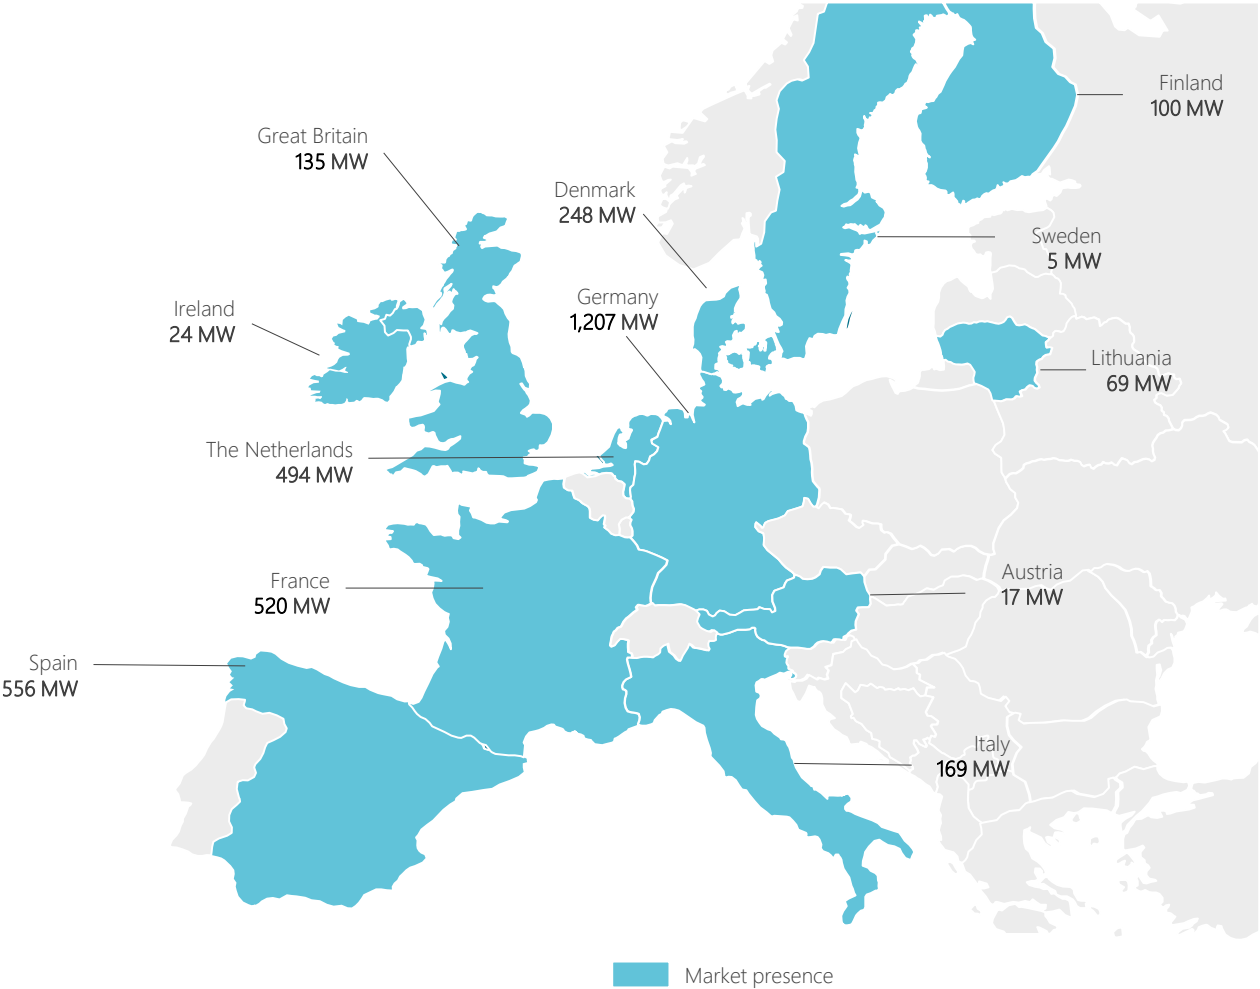 Finland
100 MW
Great Britain
135 MW
Denmark
248 MW
Sweden
5 MW
Germany
1,207 MW
Ireland
24 MW
Lithuania
69 MW
The Netherlands
494 MW
Austria
17 MW
France
520 MW
Spain
556 MW
Italy
169 MW
Market presence